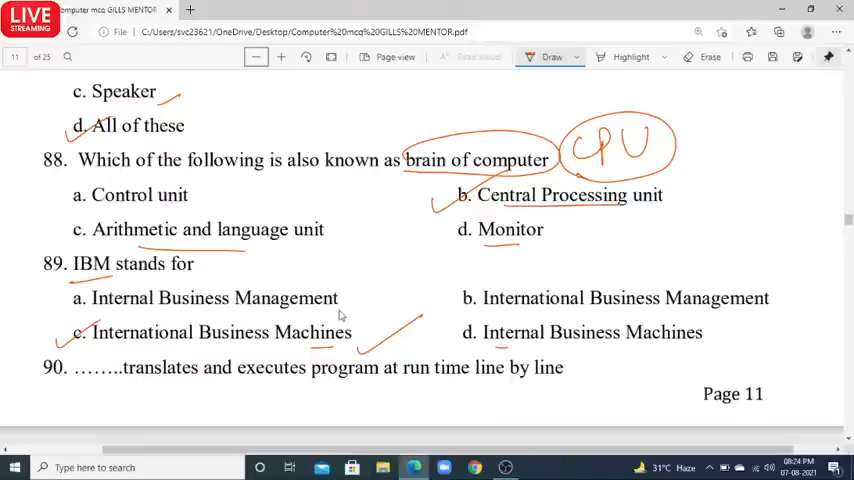 LIVE
STREAMING
Computer mcq GILLS MENTOR.pdf
File
C:/Users/svc23621/OneDrive/Desktop/Computer%20mcq%20GILLS%20MENTOR.pdf
11 of 25
Page view
Read aloud
Draw
Highlight
Erase
c. Speaker
d. All of these
88. Which of the following is also known as brain of computer
CPU
a. Control unit
b. Central Processing unit
c. Arithmetic and language unit
d. Monitor
89. IBM stands for
a. Internal Business Management
b. International Business Management
c. International Business Machines
d. Internal Business Machines
90. ……..translates and executes program at run time line by line
Page 11
Type here to search
31°C Haze
08:24 PM
07-08-2021